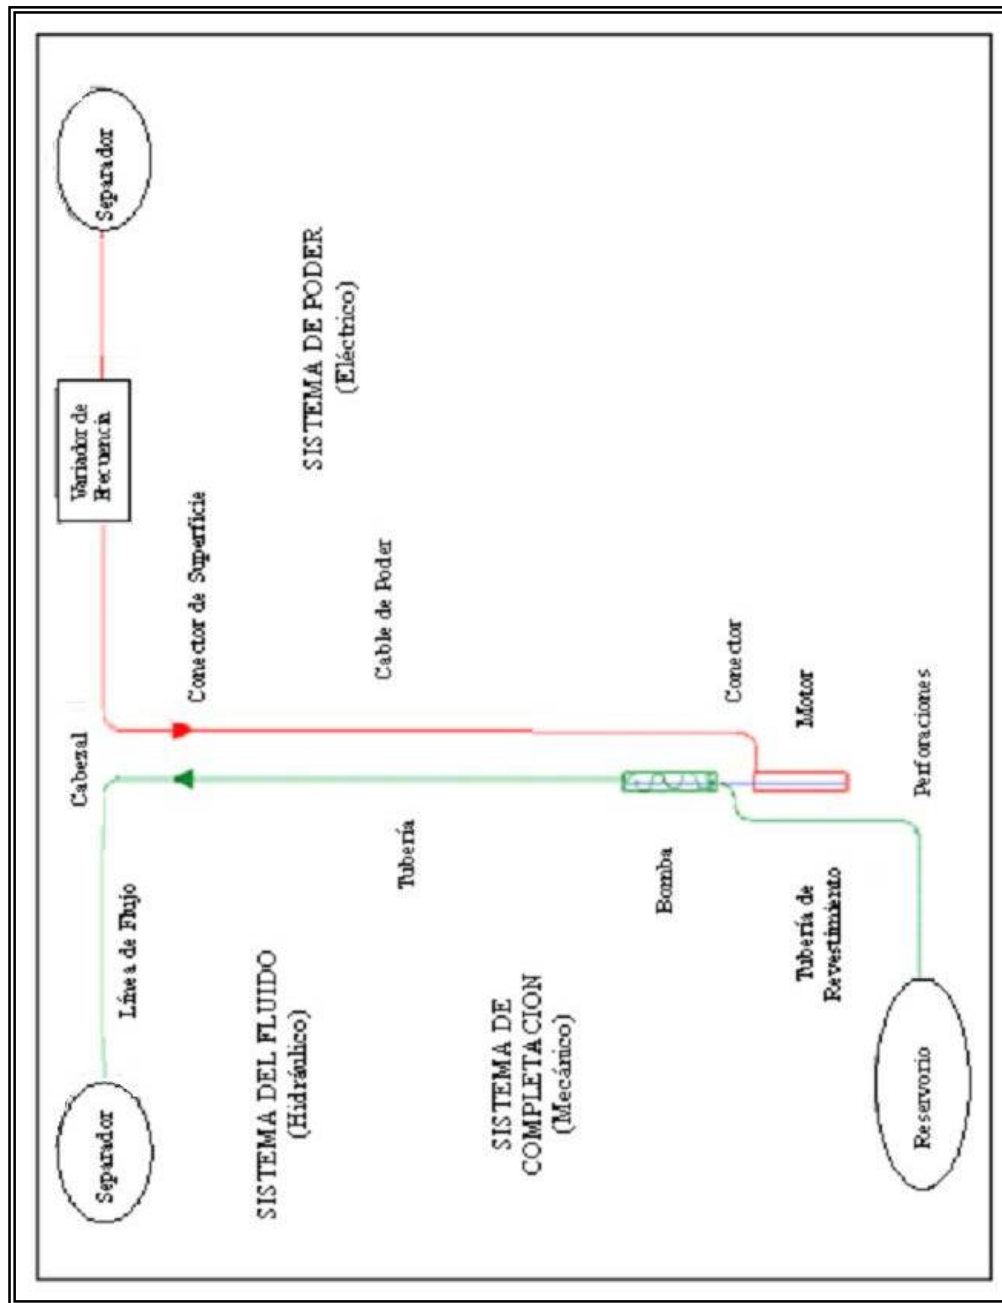 Cabezal
Separador
Línea de Flujo
Variador de
Frecuencia
Separador
Conector de Superficie
SISTEMA DEL FLUIDO
(Hidráulico)
SISTEMA DE PODER
(Eléctrico)
Tubería
Cable de Poder
SISTEMA DE
COMPLETACION
(Mecánico)
Bomba
Conector
Tubería de
Revestimiento
Motor
Reservorio
Perforaciones